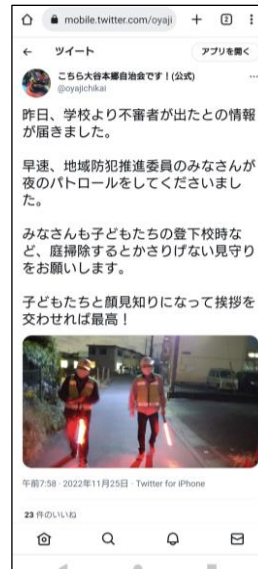 mobile.twitter.com/oyaji
2
ツイート
アプリを開く
こちら大谷本郷自治会です！(公式)
@oyajichikai
昨日、学校より不審者が出たとの情報
が届きました。
早速、地域防犯推進委員のみなさんが
夜のパトロールをしてくださいまし
た。
みなさんも子どもたちの登下校時な
ど、庭掃除するとかさりげない見守り
をお願いします。
子どもたちと顔見知りになって挨拶を
交わせれば最高！
午前7:58 · 2022年11月25日 · Twitter for iPhone
23 件のいいね